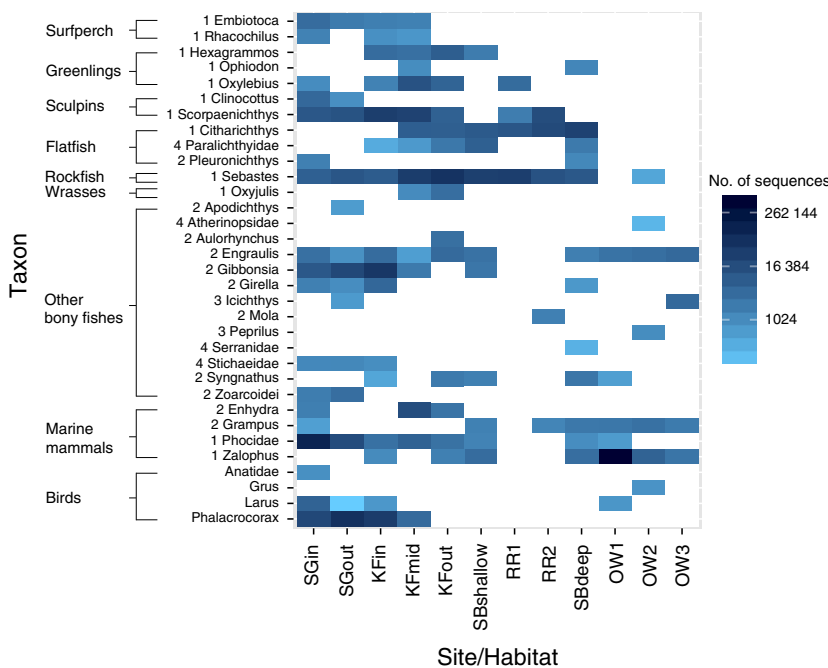 Taxon
Surfperch
Greenlings
Sculpins
Flatfish
Rockfish
Wrasses
Other
bony fishes
Marine
mammals
Birds
1 Embiotoca
1 Rhacochilus
1 Hexagrammos
1 Ophiodon
1 Oxylebius
1 Clinocottus
1 Scorpaenichthys
1 Citharichthys
4 Paralichthyidae
2 Pleuronichthys
1 Sebastes
1 Oxyjulis
2 Apodichthys
4 Atherinopsidae
2 Aulorhynchus
2 Engraulis
2 Gibbonsia
2 Girella
3 Icichthys
2 Mola
3 Peprilus
4 Serranidae
4 Stichaeidae
2 Syngnathus
2 Zoarcoidei
2 Enhydra
2 Grampus
1 Phocidae
1 Zalophus
Anatidae
Grus
Larus
Phalacrocorax
SGin
SGout
KFin
KFmid
KFout
SBshallow
RR1
RR2
SBdeep
OW1
OW2
OW3
Site/Habitat
No. of sequences
262 144
16 384
1024